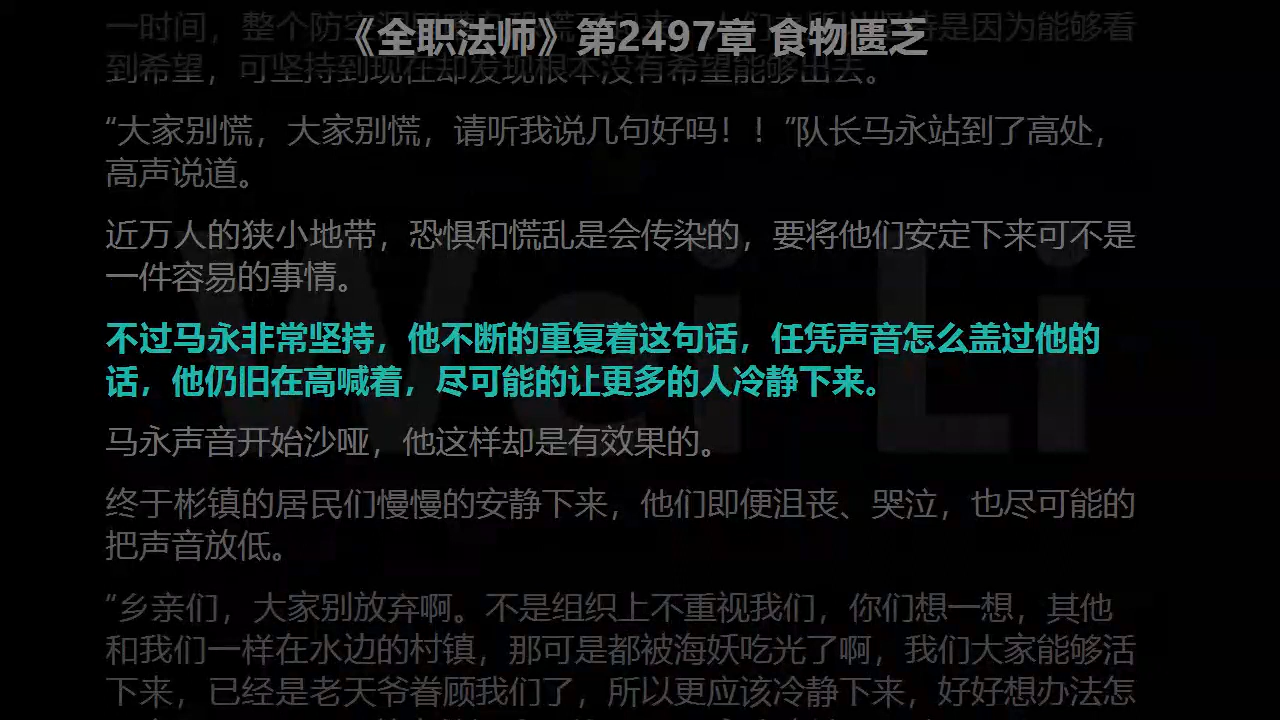 《全职法师》第2497章 食物匮乏
一时间，整个防空洞
是因为能够看
到希望，可坚持到现在却发现根本没有希望能够出去。
“大家别慌，大家别慌，请听我说几句好吗！！”队长马永站到了高处，
高声说道。
近万人的狭小地带，恐惧和慌乱是会传染的，要将他们安定下来可不是
一件容易的事情。
不过马永非常坚持，他不断的重复着这句话，任凭声音怎么盖过他的
话，他仍旧在高喊着，尽可能的让更多的人冷静下来。
马永声音开始沙哑，他这样却是有效果的。
终于彬镇的居民们慢慢的安静下来，他们即便沮丧、哭泣，也尽可能的
把声音放低。
“乡亲们，大家别放弃啊。不是组织上不重视我们，你们想一想，其他
和我们一样在水边的村镇，那可是都被海妖吃光了啊，我们大家能够活
下来，已经是老天爷眷顾我们了，所以更应该冷静下来，好好想办法怎
Wei Li